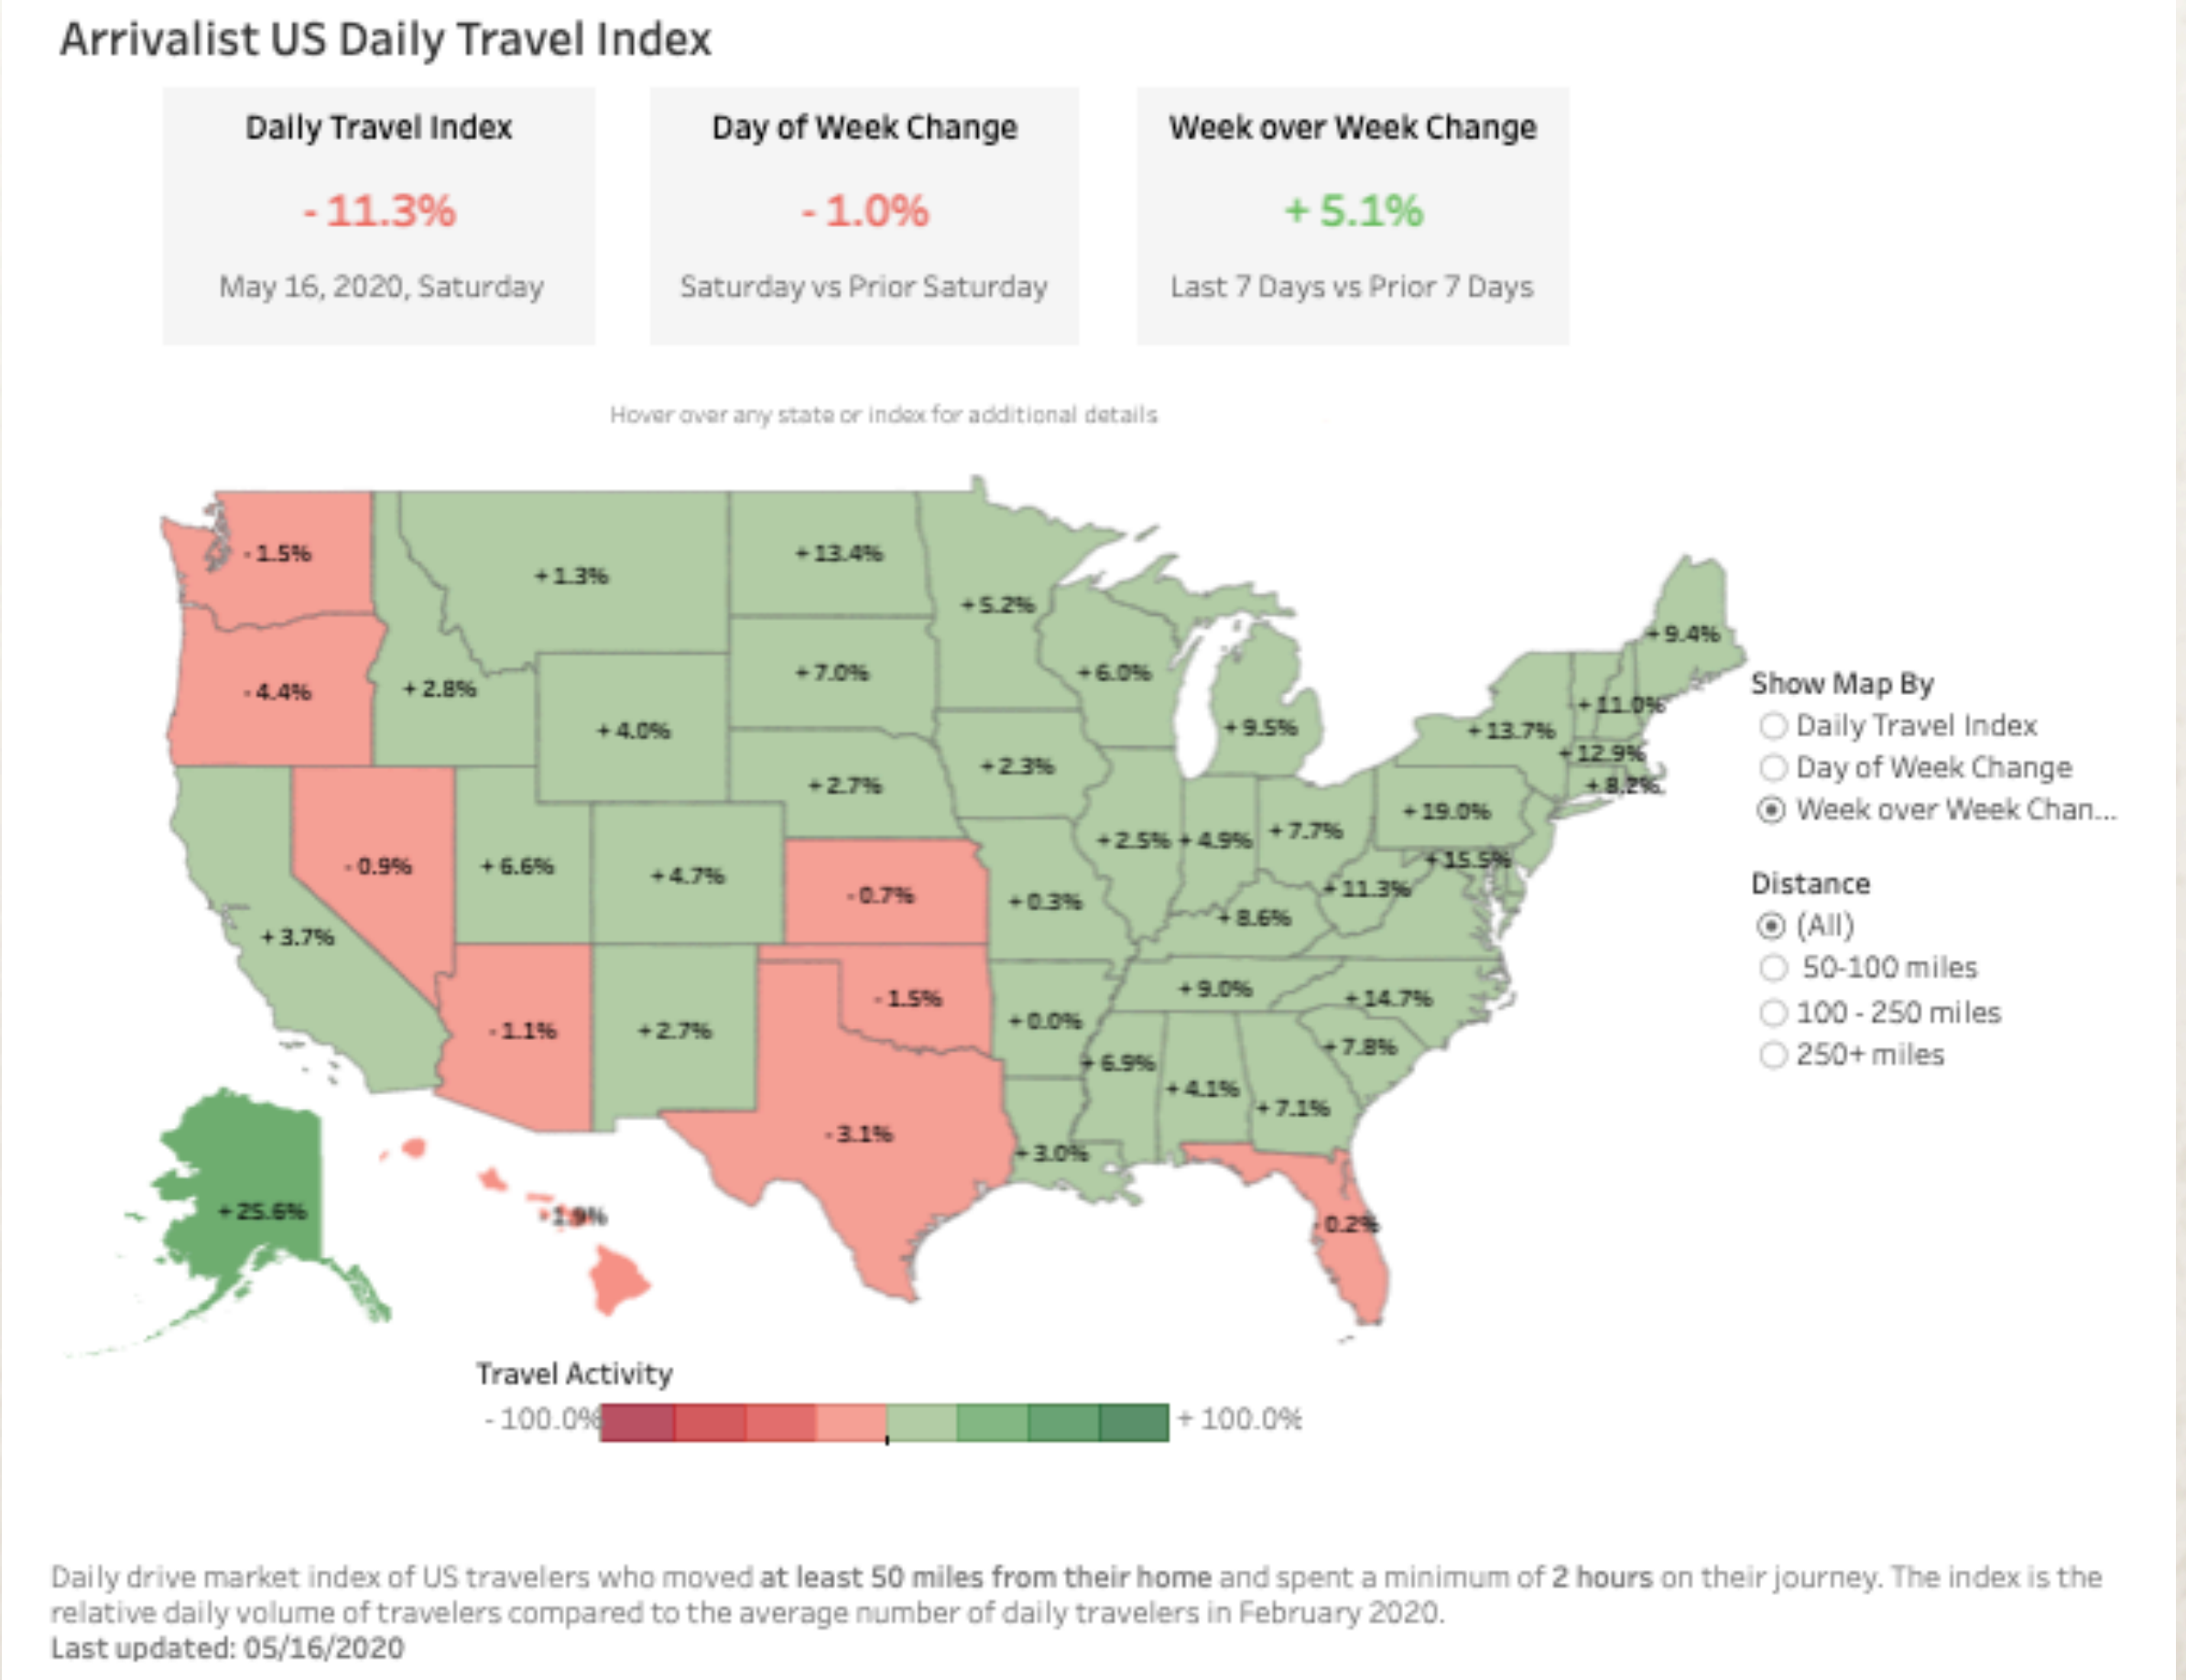 Arrivalist US Daily Travel Index
Daily Travel Index
- 11.3%
May 16, 2020, Saturday
Day of Week Change
- 1.0%
Saturday vs Prior Saturday
Week over Week Change
+ 5.1%
Last 7 Days vs Prior 7 Days
Hover over any state or index for additional details
- 1.5%
+ 1.3%
+ 13.4%
+ 5.2%
+ 9.4%
- 4.4%
+ 2.8%
+ 4.0%
+ 7.0%
+ 6.0%
+ 9.5%
+ 13.7%
+ 11.0%
+ 12.9%
+ 8.2%
+ 2.7%
+ 2.3%
+ 19.0%
- 0.9%
+ 6.6%
+ 4.7%
- 0.7%
+ 0.3%
+ 2.5%
+ 4.9%
+ 7.7%
+ 15.5%
+ 11.3%
+ 8.6%
+ 3.7%
- 1.1%
+ 2.7%
- 1.5%
+ 0.0%
+ 9.0%
+ 14.7%
+ 7.8%
+ 6.9%
+ 4.1%
+ 7.1%
- 3.1%
+ 3.0%
- 0.2%
+ 25.6%
- 1.9%
Show Map By
Daily Travel Index
Day of Week Change
Week over Week Chan...
Distance
(All)
50-100 miles
100 - 250 miles
250+ miles
Travel Activity
- 100.0%
+ 100.0%
Daily drive market index of US travelers who moved at least 50 miles from their home and spent a minimum of 2 hours on their journey. The index is the
relative daily volume of travelers compared to the average number of daily travelers in February 2020.
Last updated: 05/16/2020